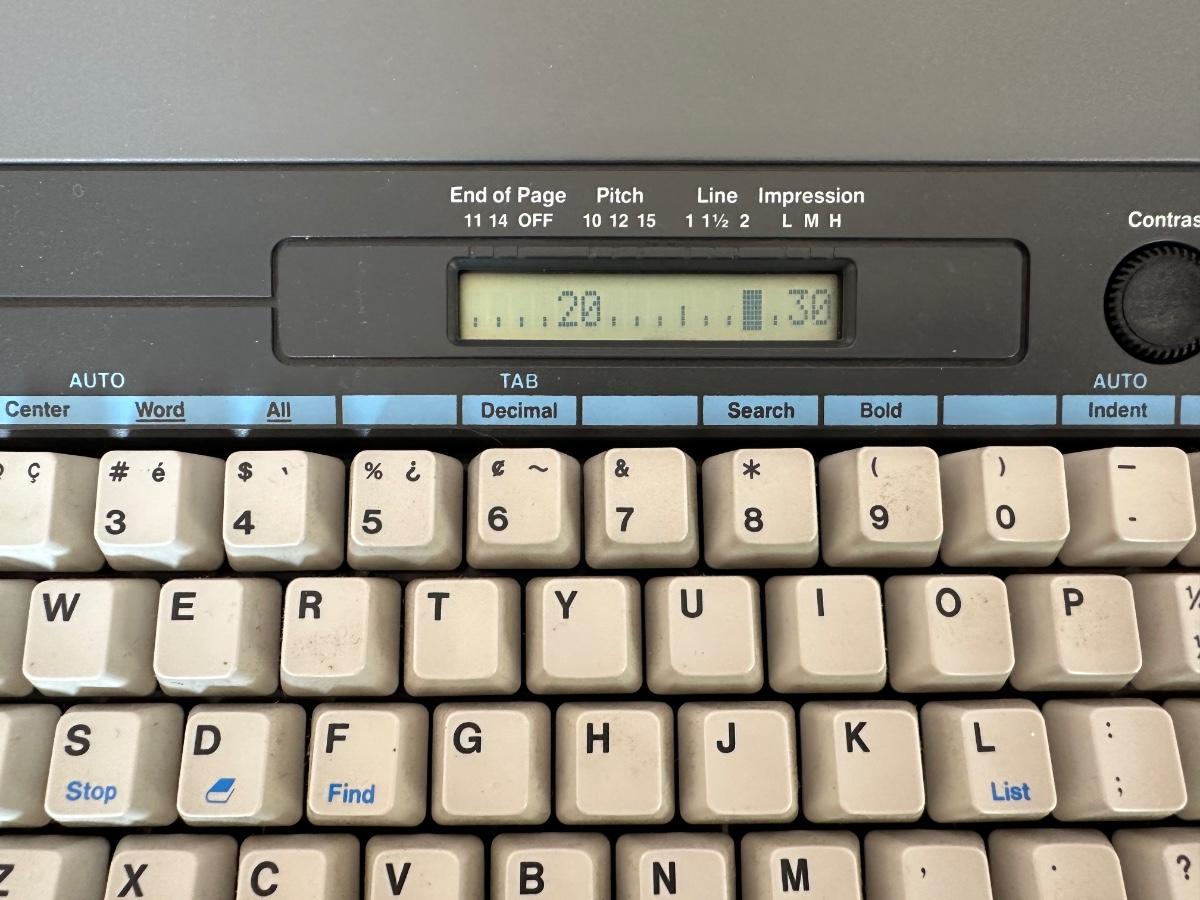 End of Page Pitch Line Impression
11 14 OFF 10 12 15 1 1½ 2 L M H
Contras
. . . . 20 . . . . | . . . 30
AUTO TAB AUTO
Center Word All Decimal Search Bold Indent
ç # é $ ` % ¿ ¢ ~ & * ( ) —
3 4 5 6 7 8 9 0 -
W E R T Y U I O P
S D F G H J K L :
Stop Find List ;
Z X C V B N M , . ?